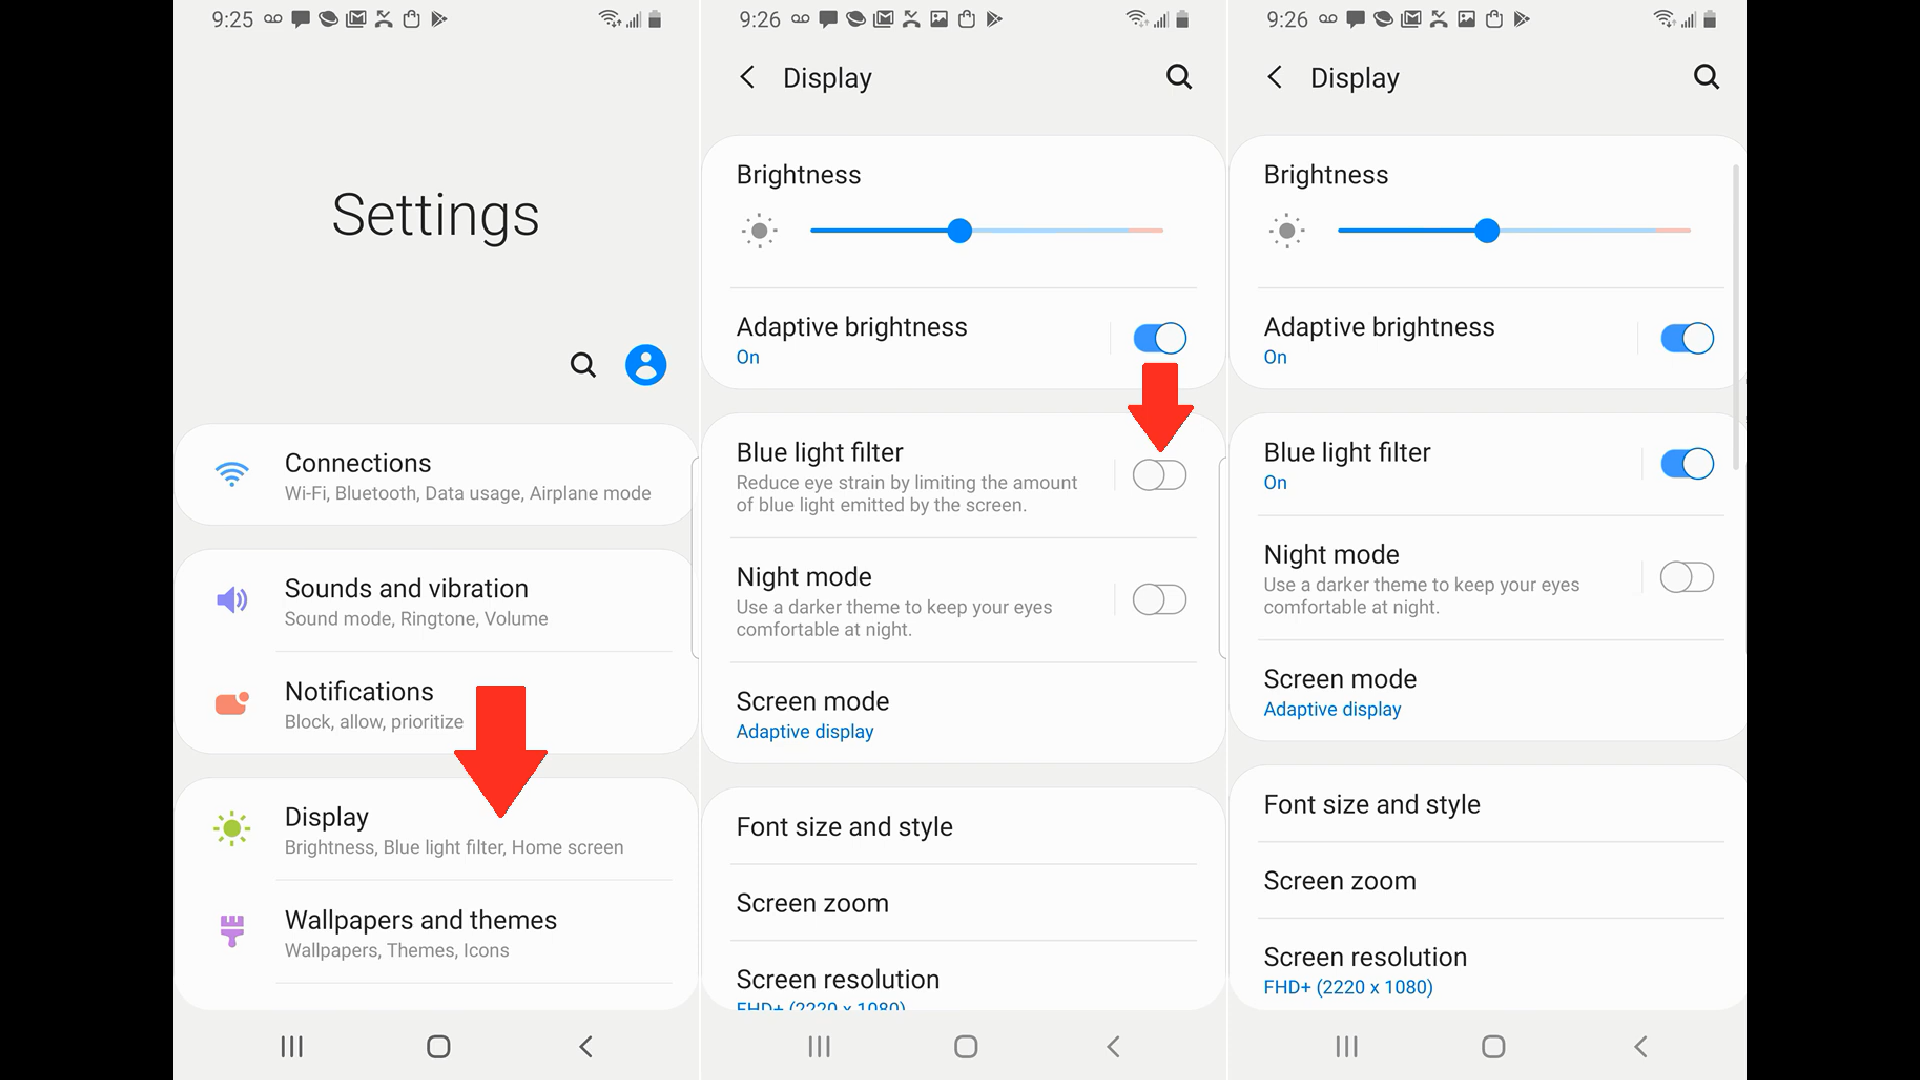 9:25
Settings
Connections
Wi-Fi, Bluetooth, Data usage, Airplane mode
Sounds and vibration
Sound mode, Ringtone, Volume
Notifications
Block, allow, prioritize
Display
Brightness, Blue light filter, Home screen
Wallpapers and themes
Wallpapers, Themes, Icons
9:26
Display
Brightness
Adaptive brightness
On
Blue light filter
Reduce eye strain by limiting the amount
of blue light emitted by the screen.
Night mode
Use a darker theme to keep your eyes
comfortable at night.
Screen mode
Adaptive display
Font size and style
Screen zoom
Screen resolution
FHD+ (2220 x 1080)
9:26
Display
Brightness
Adaptive brightness
On
Blue light filter
On
Night mode
Use a darker theme to keep your eyes
comfortable at night.
Screen mode
Adaptive display
Font size and style
Screen zoom
Screen resolution
FHD+ (2220 x 1080)